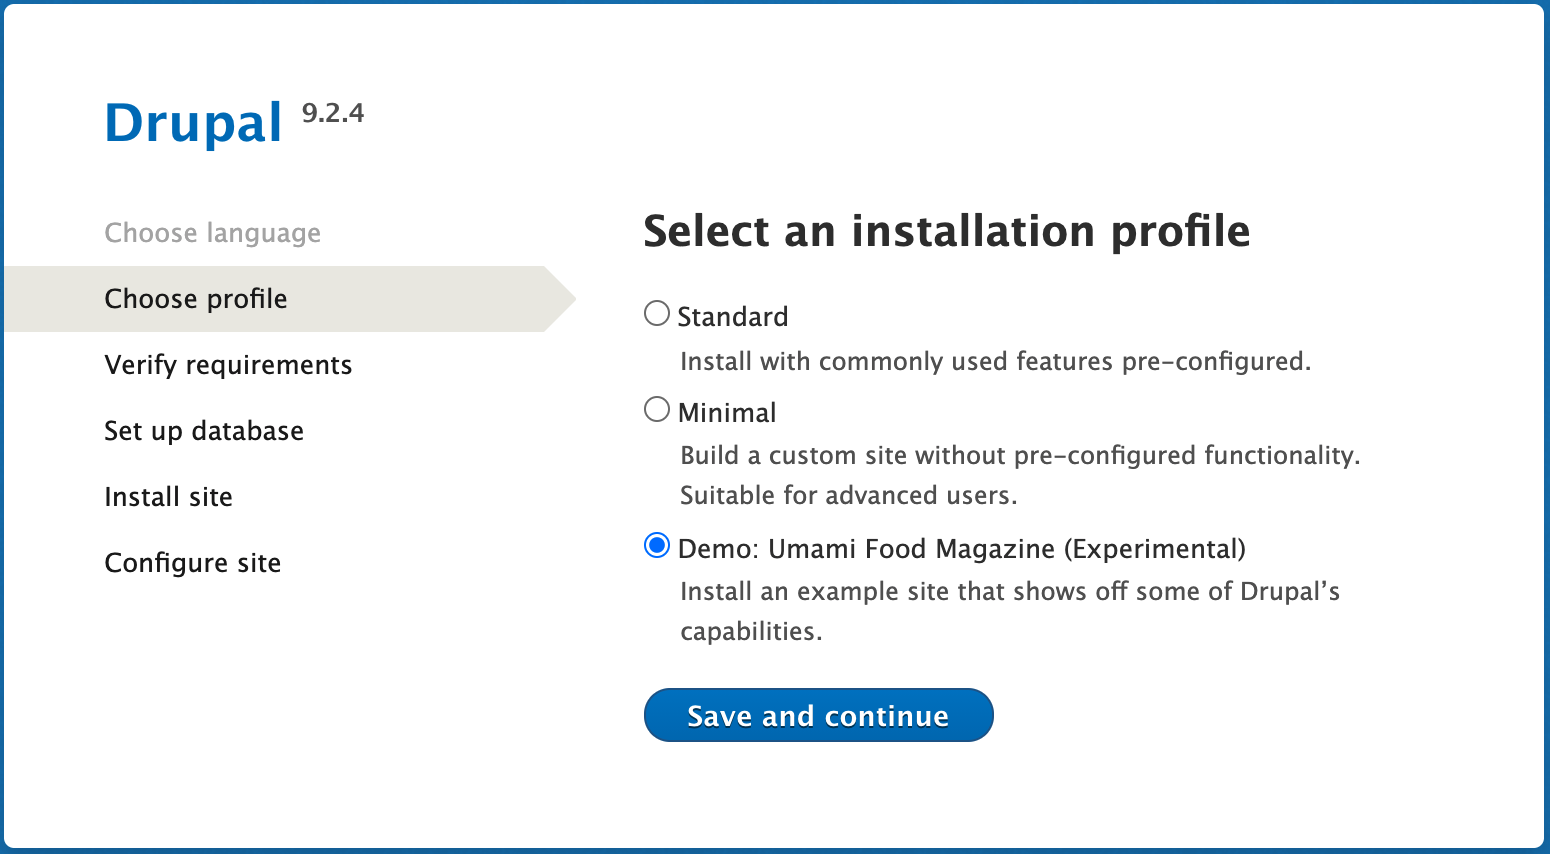 Drupal 9.2.4
Choose language
Choose profile
Verify requirements
Set up database
Install site
Configure site
Select an installation profile
Standard
Install with commonly used features pre-configured.
Minimal
Build a custom site without pre-configured functionality.
Suitable for advanced users.
Demo: Umami Food Magazine (Experimental)
Install an example site that shows off some of Drupal’s
capabilities.
Save and continue